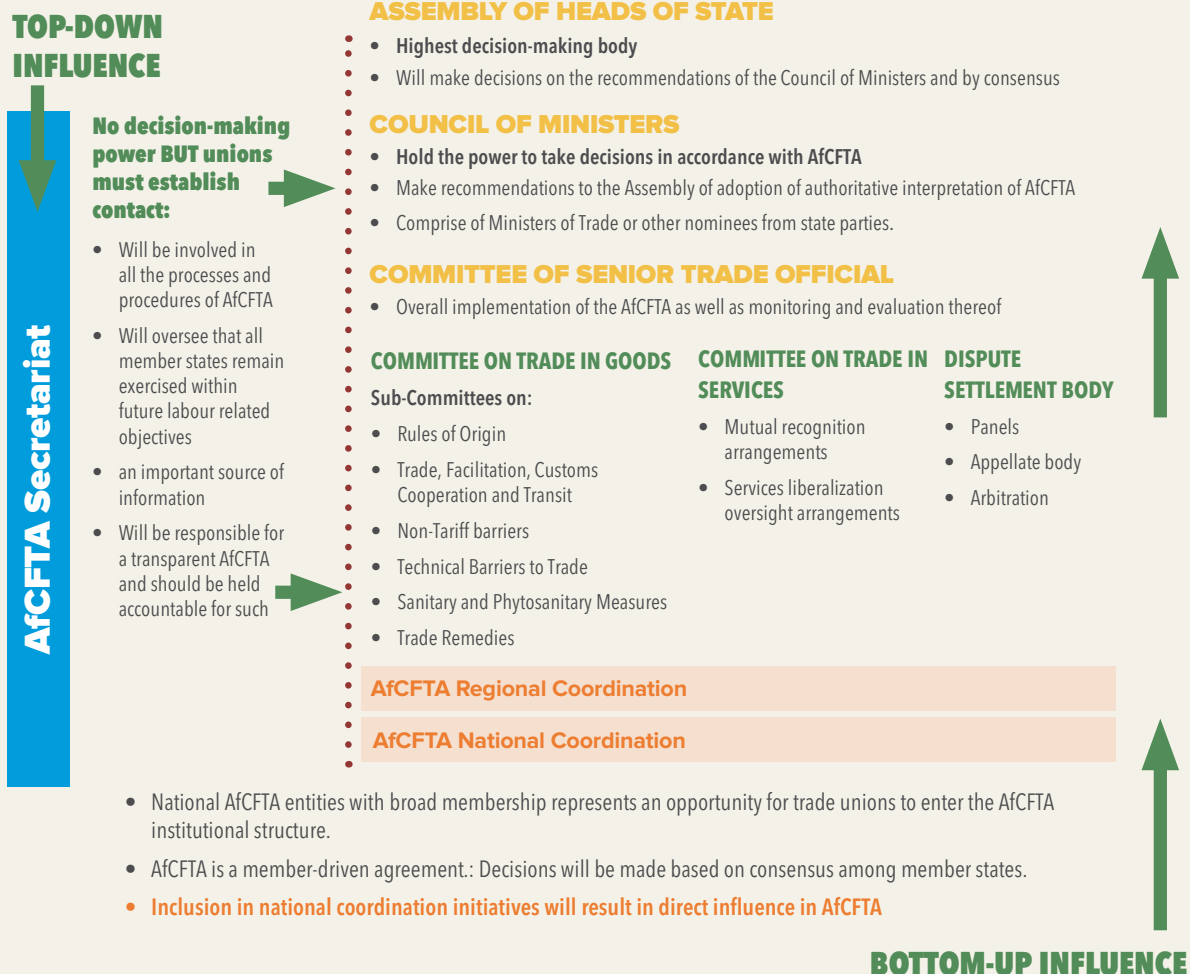 TOP-DOWN
INFLUENCE
AfCFTA Secretariat
No decision-making
power BUT unions
must establish
contact:
• Will be involved in
all the processes and
procedures of AfCFTA
• Will oversee that all
member states remain
exercised within
future labour related
objectives
• an important source of
information
• Will be responsible for
a transparent AfCFTA
and should be held
accountable for such
ASSEMBLY OF HEADS OF STATE
• Highest decision-making body
• Will make decisions on the recommendations of the Council of Ministers and by consensus
COUNCIL OF MINISTERS
• Hold the power to take decisions in accordance with AfCFTA
• Make recommendations to the Assembly of adoption of authoritative interpretation of AfCFTA
• Comprise of Ministers of Trade or other nominees from state parties.
COMMITTEE OF SENIOR TRADE OFFICIAL
• Overall implementation of the AfCFTA as well as monitoring and evaluation thereof
COMMITTEE ON TRADE IN GOODS
Sub-Committees on:
• Rules of Origin
• Trade, Facilitation, Customs
Cooperation and Transit
• Non-Tariff barriers
• Technical Barriers to Trade
• Sanitary and Phytosanitary Measures
• Trade Remedies
COMMITTEE ON TRADE IN
SERVICES
• Mutual recognition
arrangements
• Services liberalization
oversight arrangements
DISPUTE
SETTLEMENT BODY
• Panels
• Appellate body
• Arbitration
AfCFTA Regional Coordination
AfCFTA National Coordination
• National AfCFTA entities with broad membership represents an opportunity for trade unions to enter the AfCFTA
institutional structure.
• AfCFTA is a member-driven agreement.: Decisions will be made based on consensus among member states.
• Inclusion in national coordination initiatives will result in direct influence in AfCFTA
BOTTOM-UP INFLUENCE